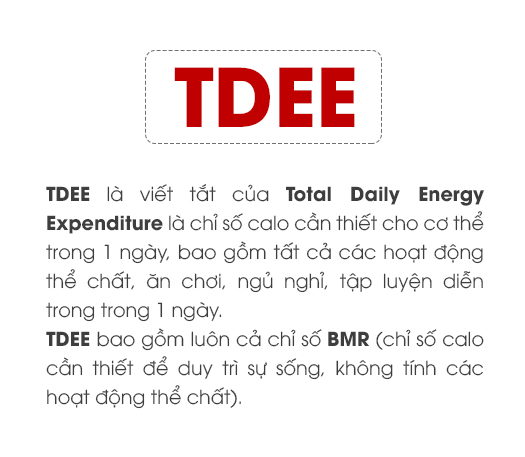 TDEE
TDEE là viết tắt của Total Daily Energy
Expenditure là chỉ số calo cần thiết cho cơ thể
trong 1 ngày, bao gồm tất cả các hoạt động
thể chất, ăn chơi, ngủ nghỉ, tập luyện diễn
trong trong 1 ngày.
TDEE bao gồm luôn cả chỉ số BMR (chỉ số calo
cần thiết để duy trì sự sống, không tính các
hoạt động thể chất).